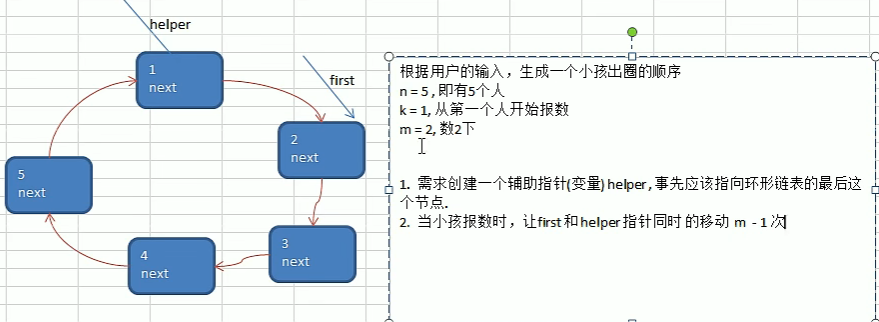 helper
1
next
first
2
next
5
next
3
next
4
next
根据用户的输入，生成一个小孩出圈的顺序
n = 5 , 即有5个人
k = 1, 从第一个人开始报数
m = 2, 数2下
1. 需求创建一个辅助指针(变量) helper , 事先应该指向环形链表的最后这
个节点.
2. 当小孩报数时，让first 和 helper 指针同时 的移动 m - 1 次